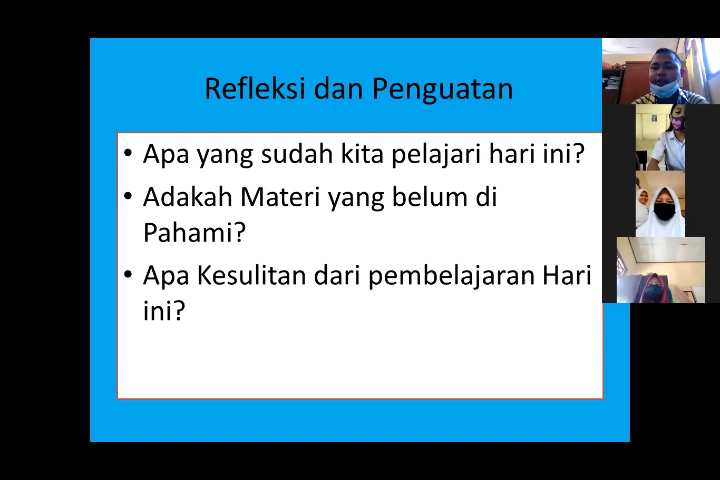 Refleksi dan Penguatan
• Apa yang sudah kita pelajari hari ini?
• Adakah Materi yang belum di
Pahami?
• Apa Kesulitan dari pembelajaran Hari
ini?